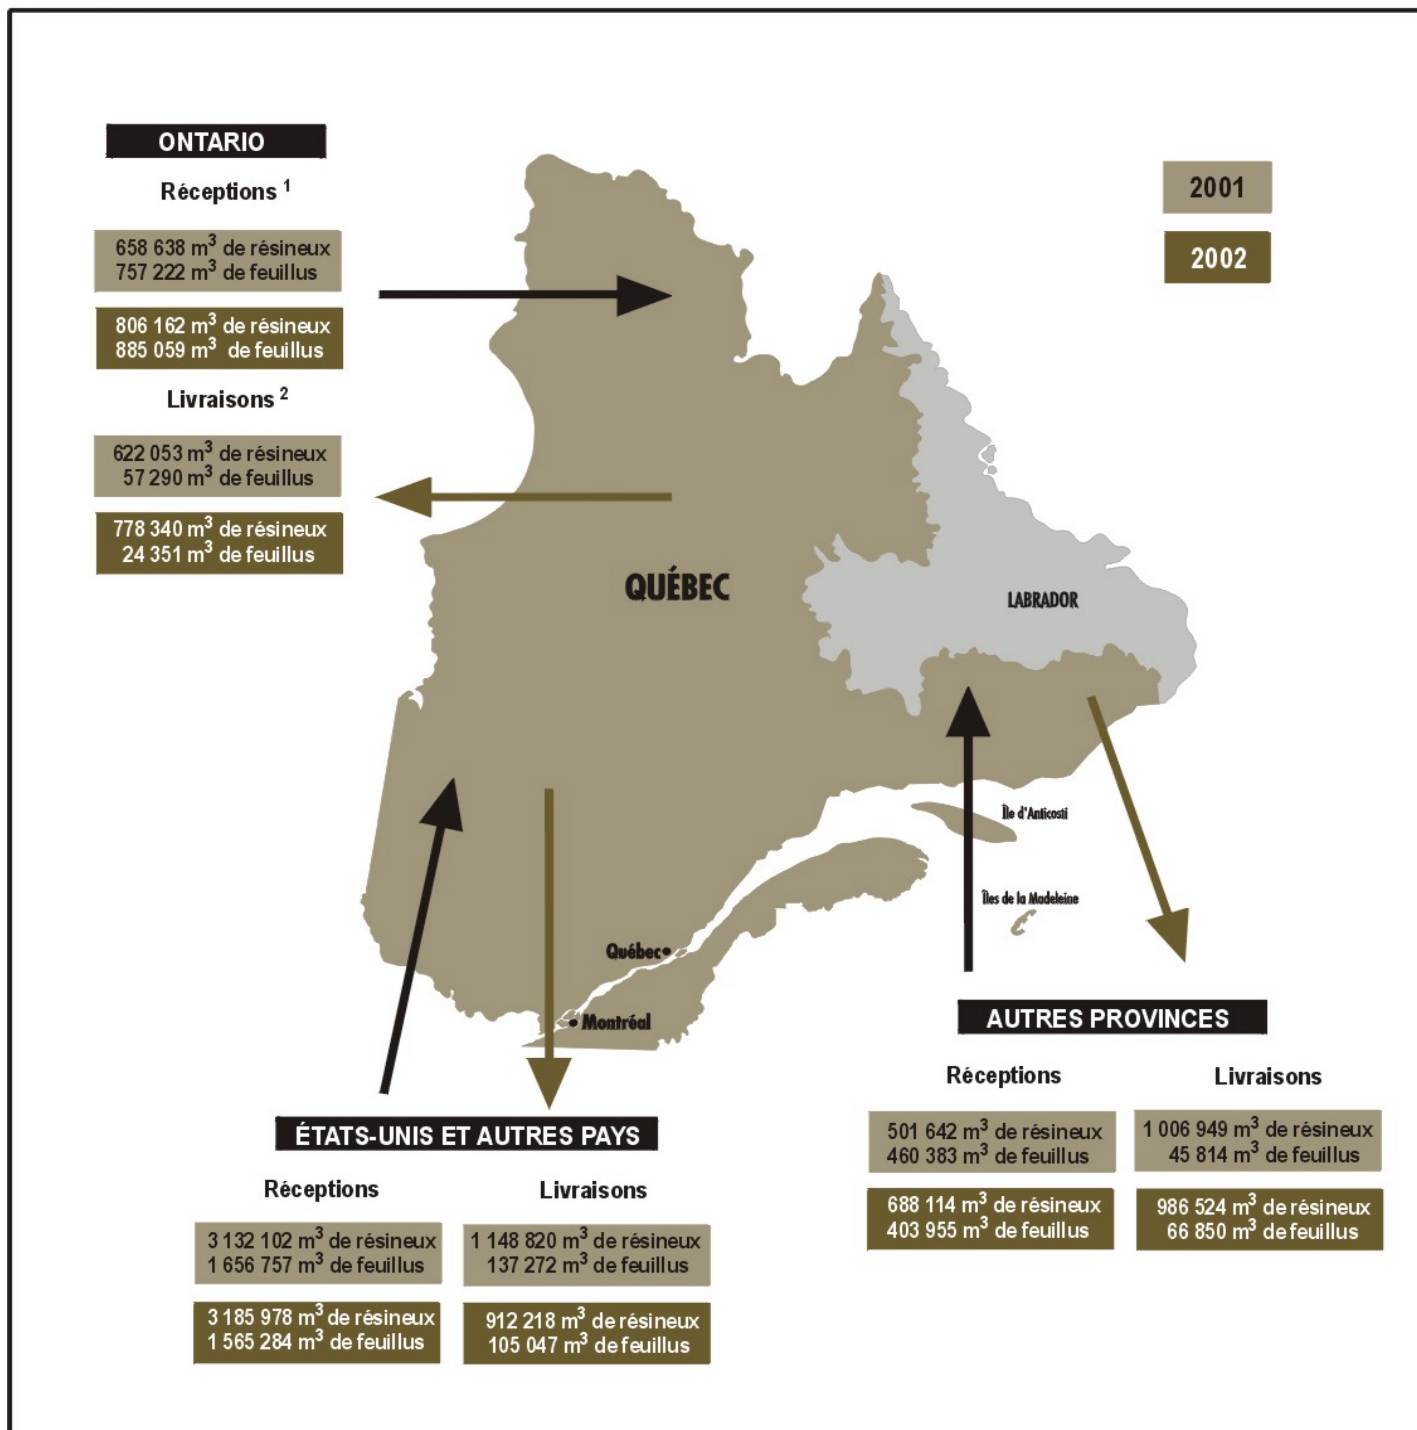 ONTARIO
Réceptions 1
658 638 m3 de résineux
757 222 m3 de feuillus
806 162 m3 de résineux
885 059 m3 de feuillus
Livraisons 2
622 053 m3 de résineux
57 290 m3 de feuillus
778 340 m3 de résineux
24 351 m3 de feuillus
2001
2002
QUÉBEC
LABRADOR
Île d'Anticosti
Îles de la Madeleine
Québec
Montréal
ÉTATS-UNIS ET AUTRES PAYS
Réceptions
3 132 102 m3 de résineux
1 656 757 m3 de feuillus
3 185 978 m3 de résineux
1 565 284 m3 de feuillus
Livraisons
1 148 820 m3 de résineux
137 272 m3 de feuillus
912 218 m3 de résineux
105 047 m3 de feuillus
AUTRES PROVINCES
Réceptions
501 642 m3 de résineux
460 383 m3 de feuillus
688 114 m3 de résineux
403 955 m3 de feuillus
Livraisons
1 006 949 m3 de résineux
45 814 m3 de feuillus
986 524 m3 de résineux
66 850 m3 de feuillus